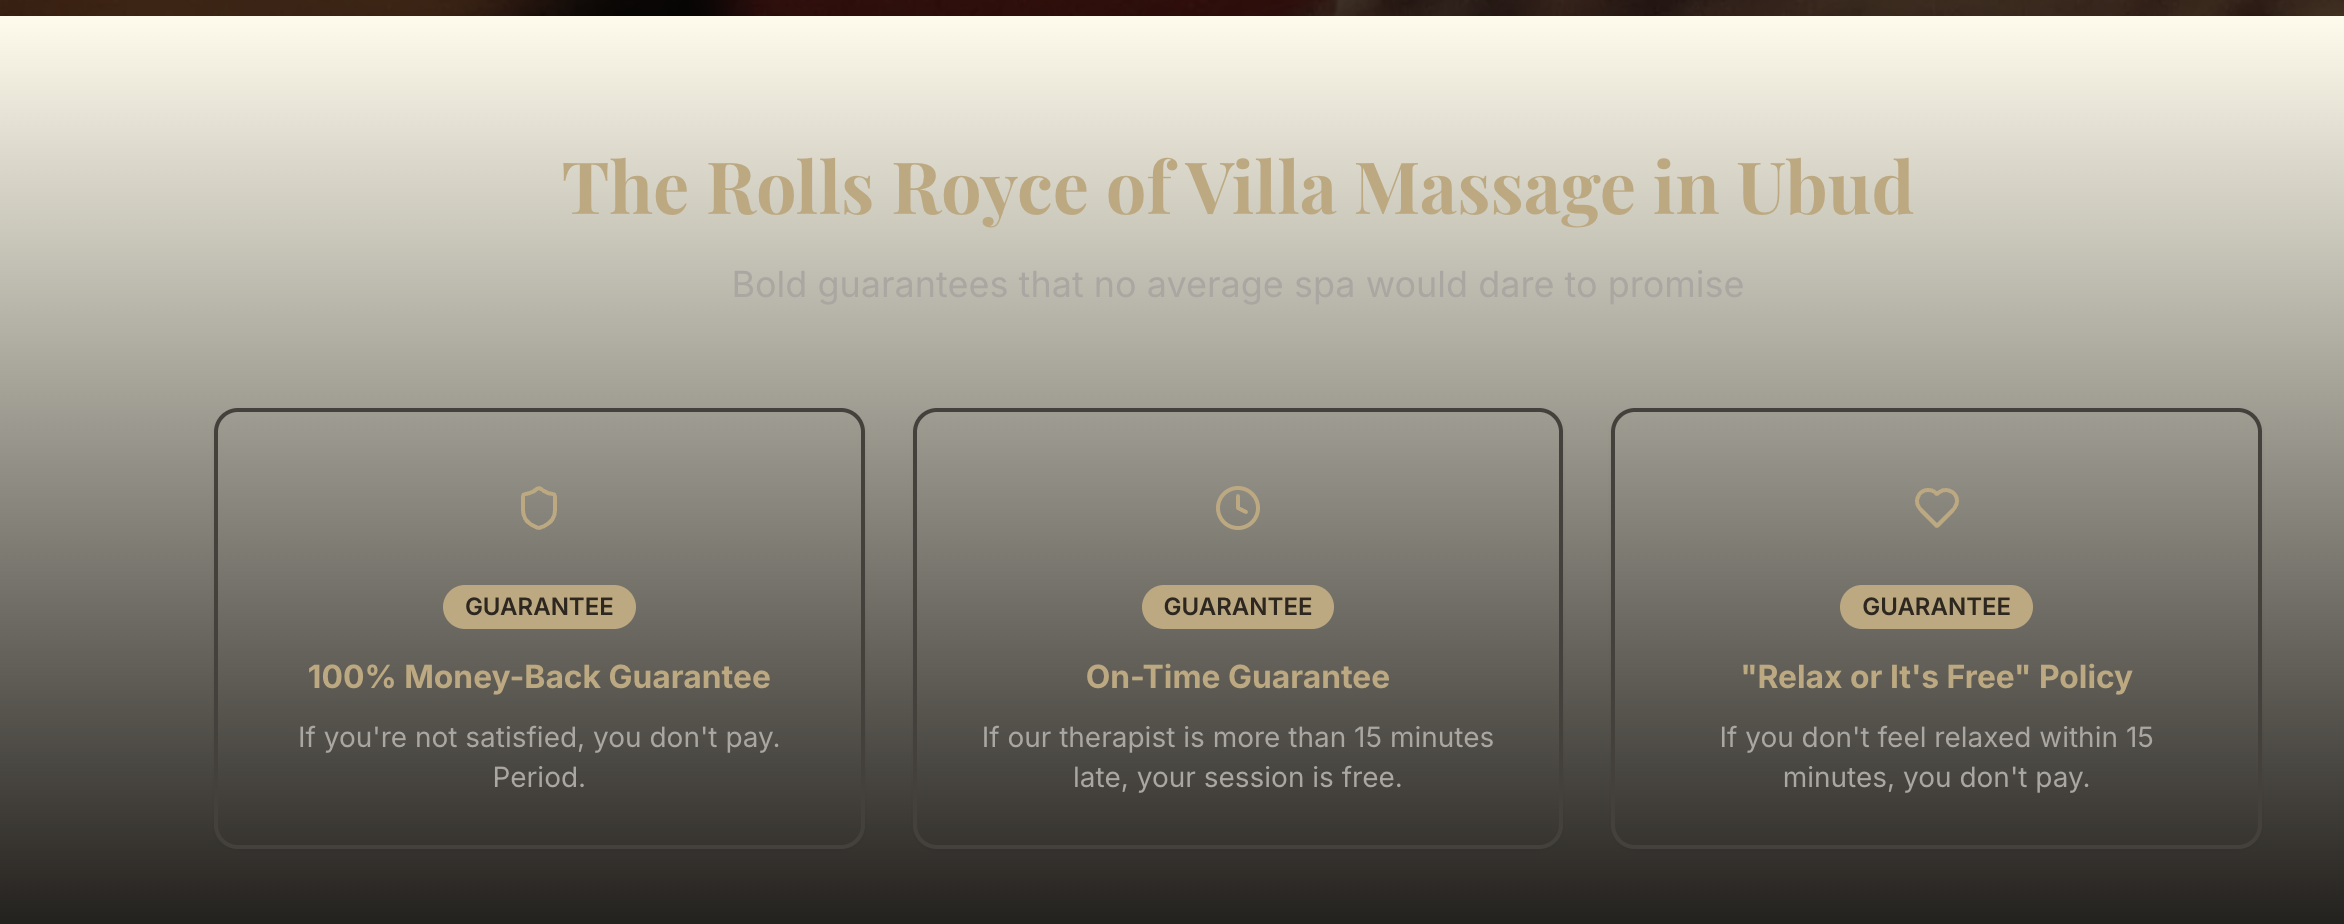 The Rolls Royce of Villa Massage in Ubud
Bold guarantees that no average spa would dare to promise
GUARANTEE
100% Money-Back Guarantee
If you're not satisfied, you don't pay.
Period.
GUARANTEE
On-Time Guarantee
If our therapist is more than 15 minutes
late, your session is free.
GUARANTEE
"Relax or It's Free" Policy
If you don't feel relaxed within 15
minutes, you don't pay.